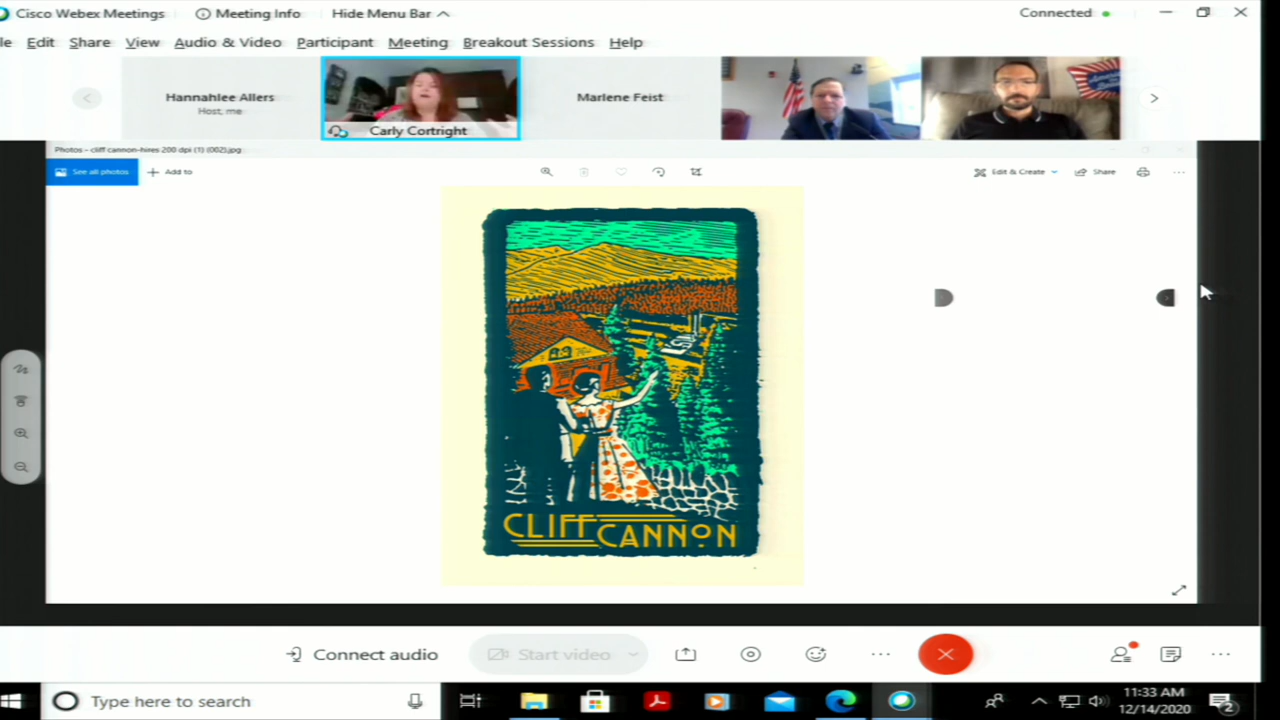 Cisco Webex Meetings Meeting Info Hide Menu Bar Connected
le Edit Share View Audio & Video Participant Meeting Breakout Sessions Help
Hannahlee Allers
Host, me
Carly Cortright
Marlene Feist
Photos - cliff cannon-hires 200 dpi (1) (002).jpg
See all photos Add to Edit & Create Share
CLIFF
CANNON
Connect audio Start video
Type here to search
11:33 AM
12/14/2020
2